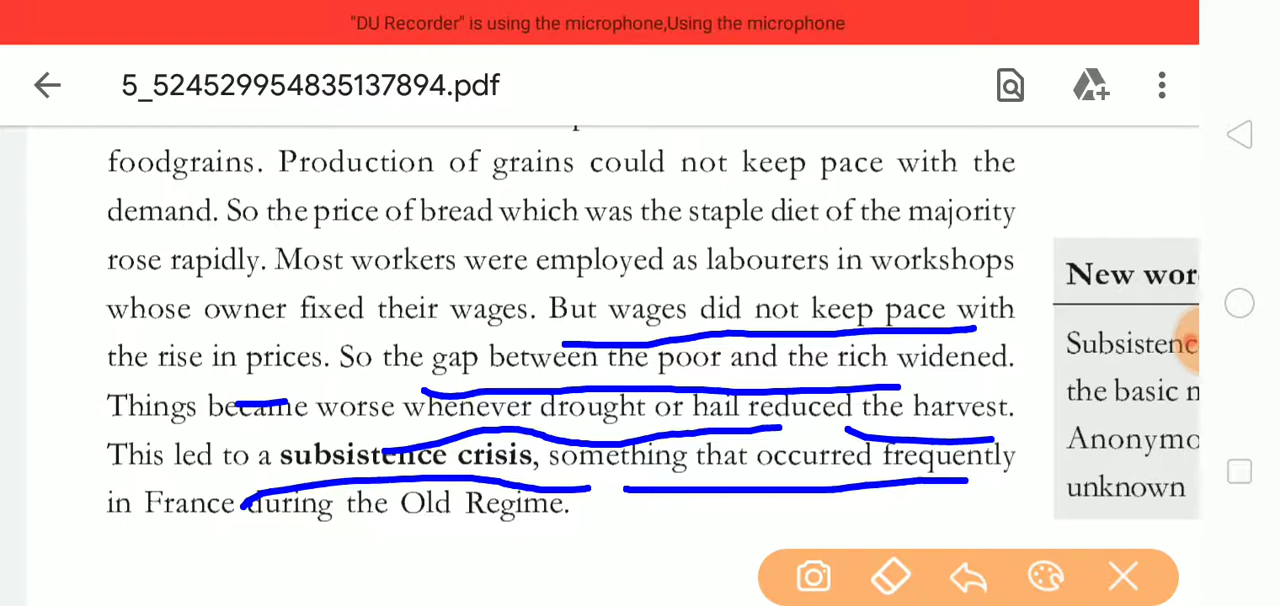 "DU Recorder" is using the microphone,Using the microphone
5_524529954835137894.pdf
foodgrains. Production of grains could not keep pace with the
demand. So the price of bread which was the staple diet of the majority
rose rapidly. Most workers were employed as labourers in workshops
whose owner fixed their wages. But wages did not keep pace with
the rise in prices. So the gap between the poor and the rich widened.
Things became worse whenever drought or hail reduced the harvest.
This led to a subsistence crisis, something that occurred frequently
in France during the Old Regime.
New wor
Subsistenc
the basic n
Anonymo
unknown